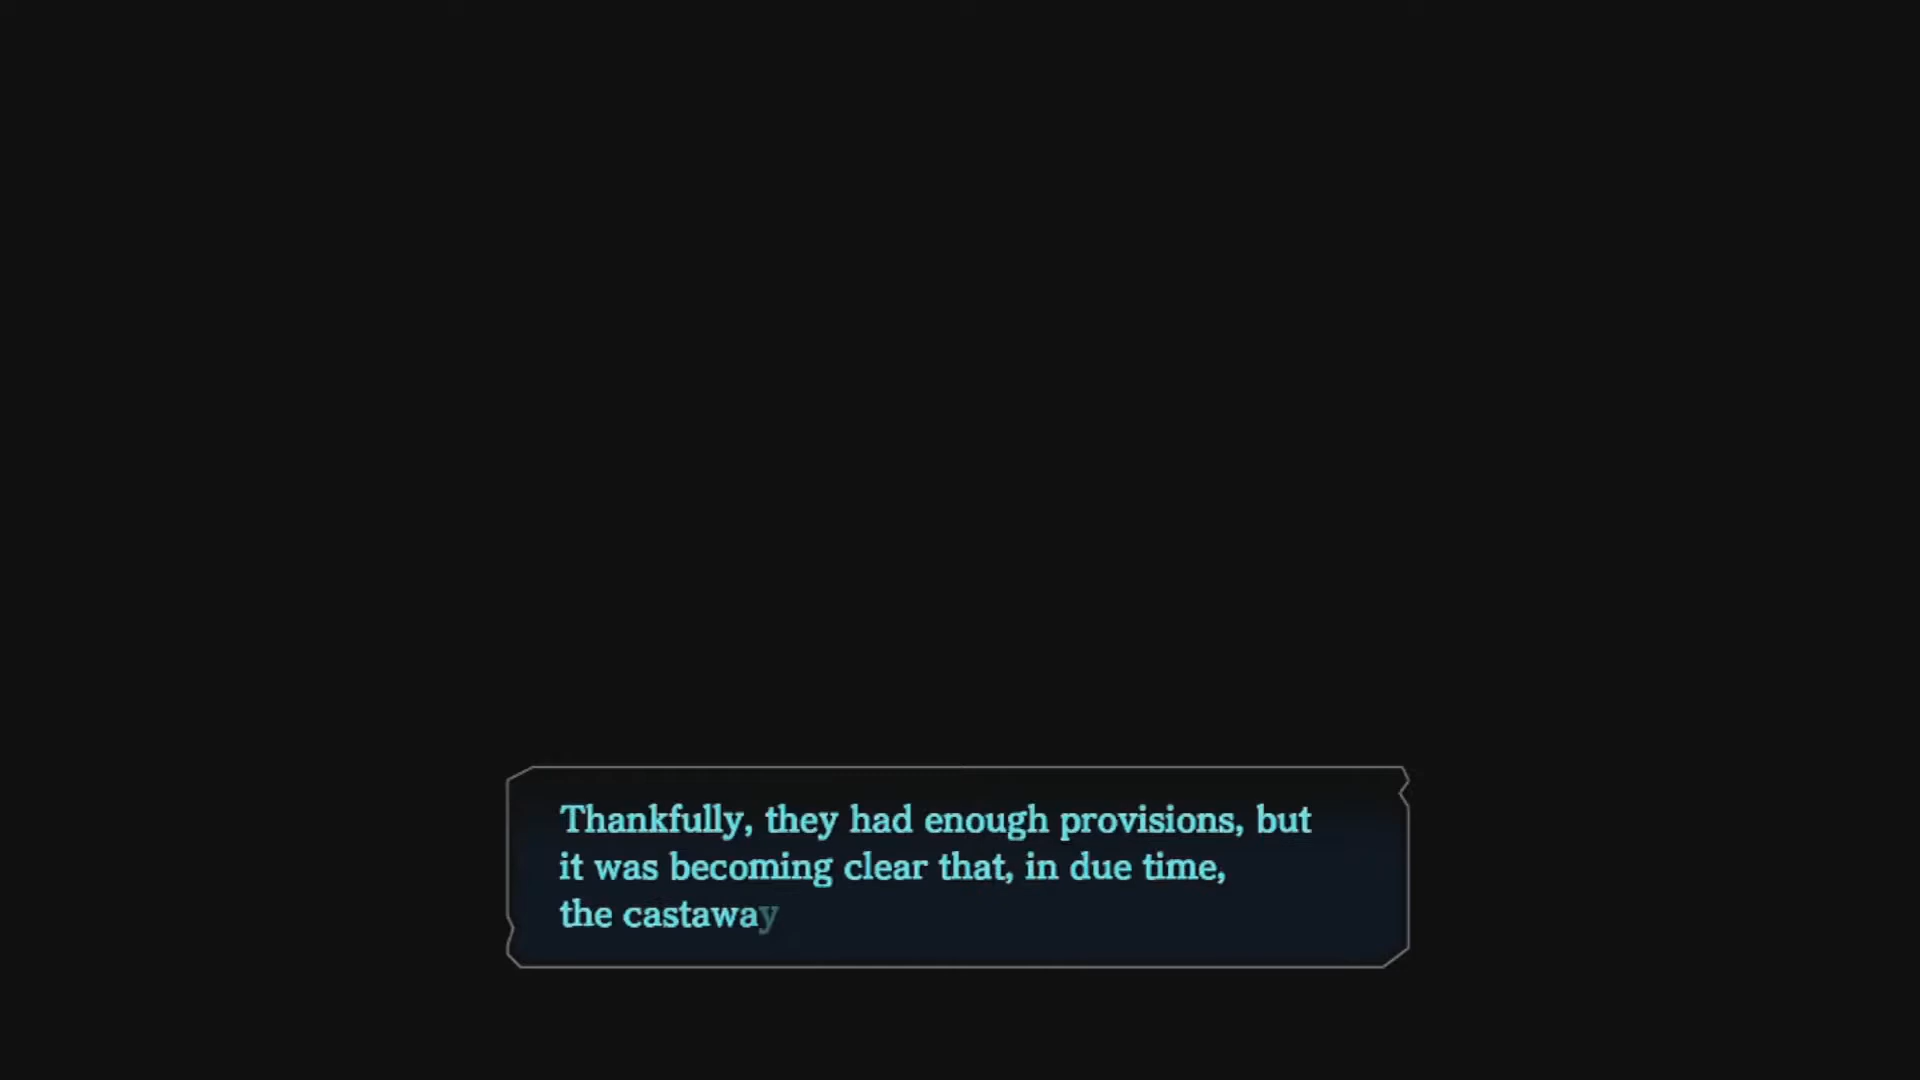 Thankfully, they had enough provisions, but
it was becoming clear that, in due time,
the castaway